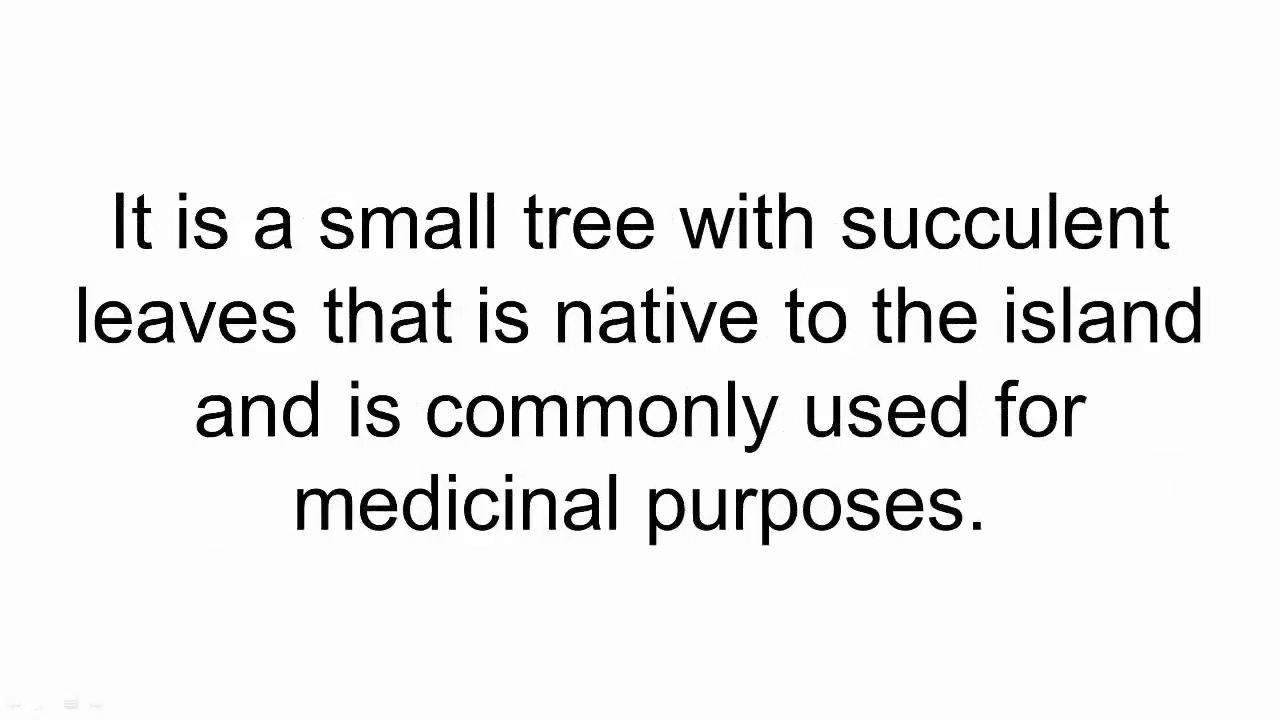 It is a small tree with succulent
leaves that is native to the island
and is commonly used for
medicinal purposes.